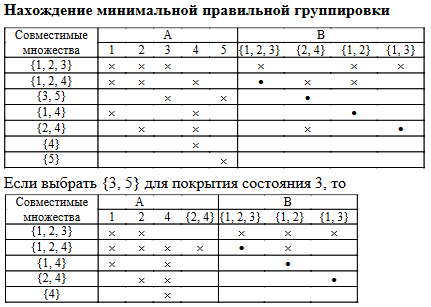 Нахождение минимальной правильной группировки
Совместимые множества A B
1 2 3 4 5 {1, 2, 3} {2, 4} {1, 2} {1, 3}
{1, 2, 3} × × × × × ×
{1, 2, 4} × × × • × ×
{3, 5} × × •
{1, 4} × × •
{2, 4} × × × •
{4} ×
{5} ×
Если выбрать {3, 5} для покрытия состояния 3, то
Совместимые множества A B
1 2 4 {2, 4} {1, 2, 3} {1, 2} {1, 3}
{1, 2, 3} × × × × ×
{1, 2, 4} × × × × • ×
{1, 4} × × •
{2, 4} × × •
{4} ×